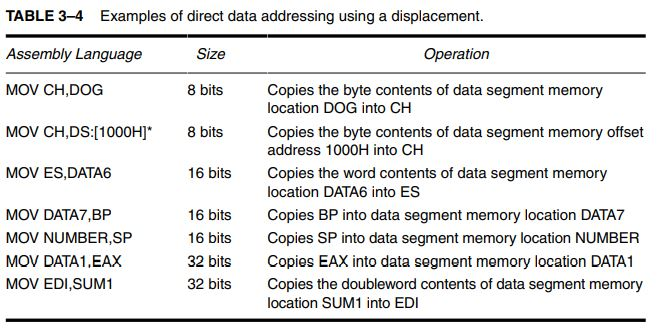 TABLE 3–4 Examples of direct data addressing using a displacement.
Assembly Language Size Operation
MOV CH,DOG 8 bits Copies the byte contents of data segment memory
location DOG into CH
MOV CH,DS:[1000H]* 8 bits Copies the byte contents of data segment memory offset
address 1000H into CH
MOV ES,DATA6 16 bits Copies the word contents of data segment memory
location DATA6 into ES
MOV DATA7,BP 16 bits Copies BP into data segment memory location DATA7
MOV NUMBER,SP 16 bits Copies SP into data segment memory location NUMBER
MOV DATA1,EAX 32 bits Copies EAX into data segment memory location DATA1
MOV EDI,SUM1 32 bits Copies the doubleword contents of data segment memory
location SUM1 into EDI